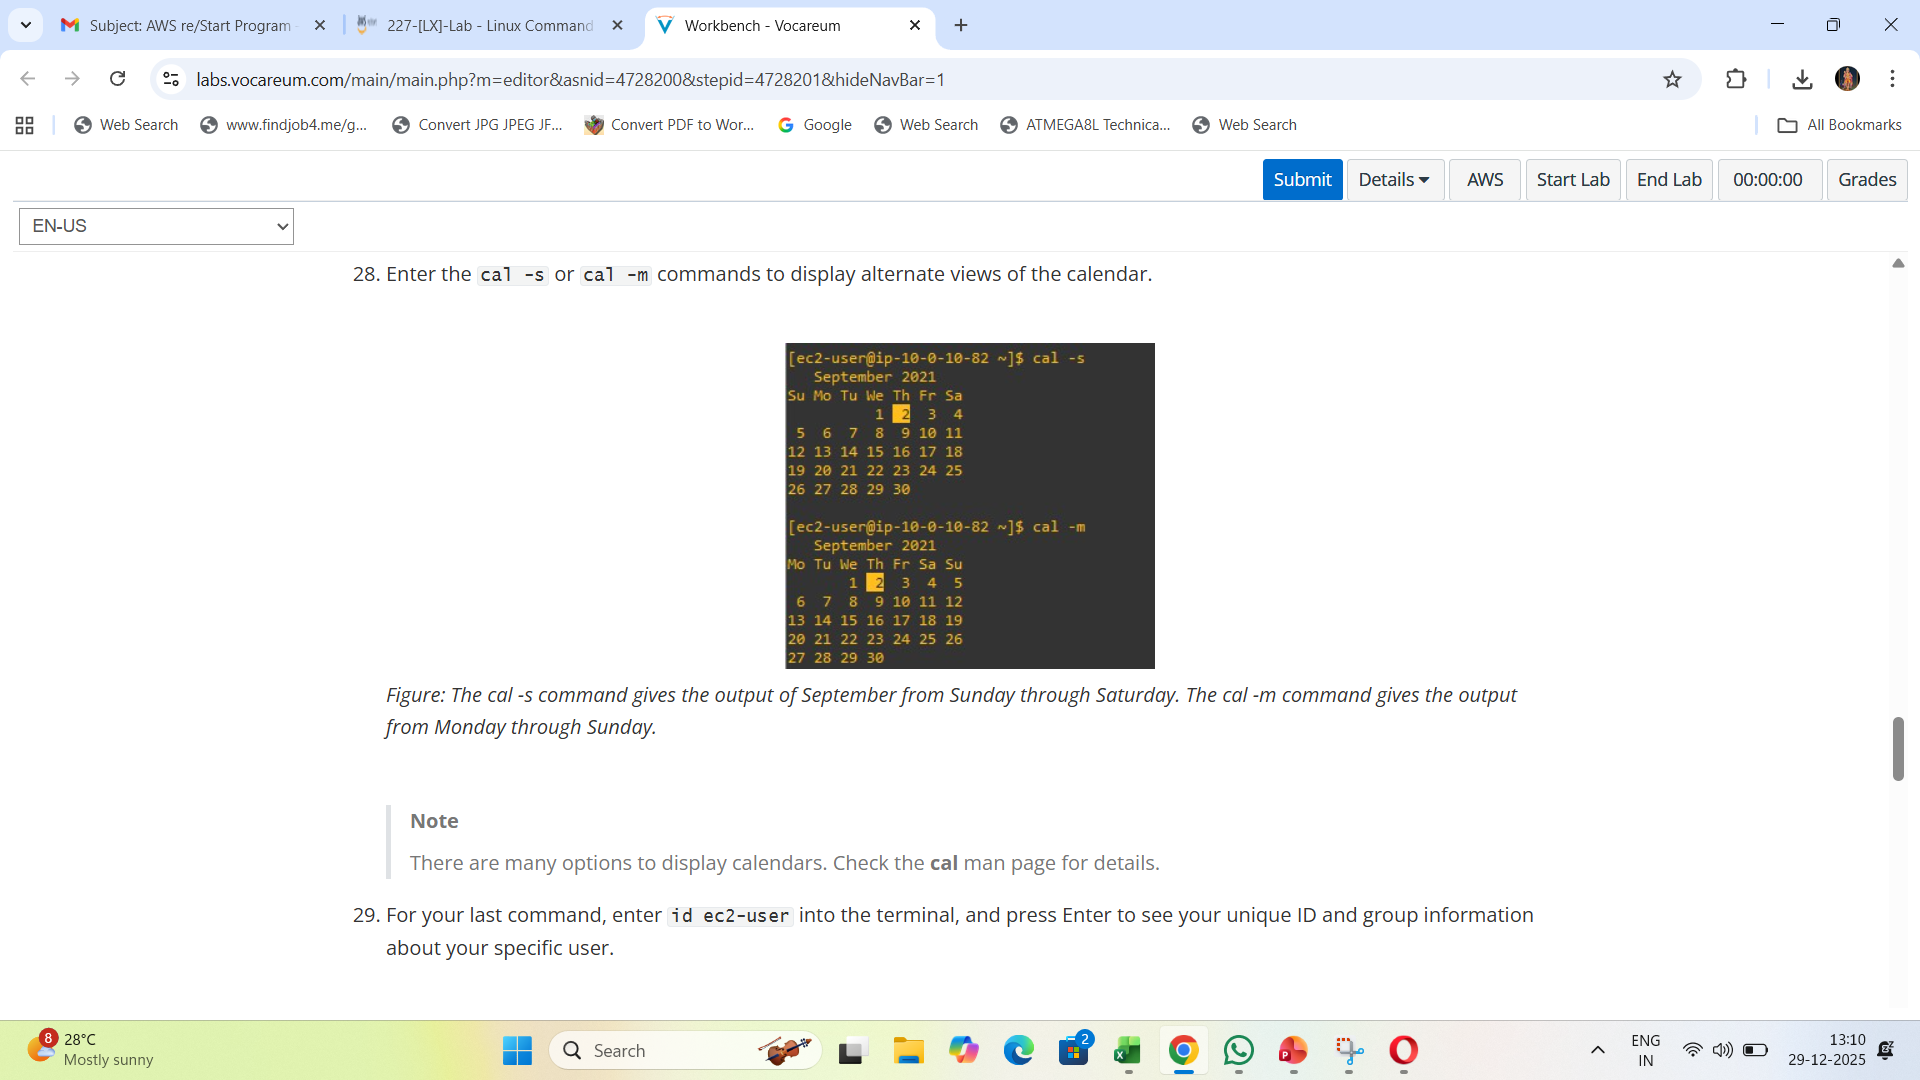 Subject: AWS re/Start Program -
227-[LX]-Lab - Linux Command
Workbench - Vocareum
labs.vocareum.com/main/main.php?m=editor&asnid=4728200&stepid=4728201&hideNavBar=1
Web Search
www.findjob4.me/g...
Convert JPG JPEG JF...
Convert PDF to Wor...
Google
Web Search
ATMEGA8L Technica...
Web Search
All Bookmarks
Submit
Details
AWS
Start Lab
End Lab
00:00:00
Grades
EN-US
28. Enter the cal -s or cal -m commands to display alternate views of the calendar.
[ec2-user@ip-10-0-10-82 ~]$ cal -s
September 2021
Su Mo Tu We Th Fr Sa
1 2 3 4
5 6 7 8 9 10 11
12 13 14 15 16 17 18
19 20 21 22 23 24 25
26 27 28 29 30
[ec2-user@ip-10-0-10-82 ~]$ cal -m
September 2021
Mo Tu We Th Fr Sa Su
1 2 3 4 5
6 7 8 9 10 11 12
13 14 15 16 17 18 19
20 21 22 23 24 25 26
27 28 29 30
Figure: The cal -s command gives the output of September from Sunday through Saturday. The cal -m command gives the output
from Monday through Sunday.
Note
There are many options to display calendars. Check the cal man page for details.
29. For your last command, enter id ec2-user into the terminal, and press Enter to see your unique ID and group information
about your specific user.
8
28°C
Mostly sunny
Search
2
ENG
IN
13:10
29-12-2025